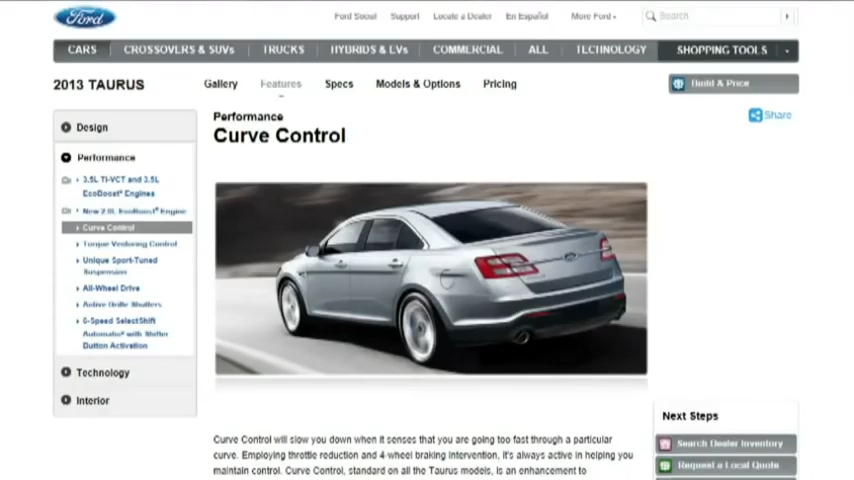 Ford
Ford Social Support Locate a Dealer En Español More Ford
Search
CARS CROSSOVERS & SUVs TRUCKS HYBRIDS & EVs COMMERCIAL ALL TECHNOLOGY SHOPPING TOOLS
2013 TAURUS Gallery Features Specs Models & Options Pricing Build & Price
Share
Design
Performance
3.5L Ti-VCT and 3.5L
EcoBoost® Engines
New 2.0L EcoBoost® Engine
Curve Control
Torque Vectoring Control
Unique Sport-Tuned
Suspension
All-Wheel Drive
Active Grille Shutters
6-Speed SelectShift
Automatic® with Shifter
Button Activation
Technology
Interior
Performance
Curve Control
Curve Control will slow you down when it senses that you are going too fast through a particular
curve. Employing throttle reduction and 4-wheel braking intervention, it's always active in helping you
maintain control. Curve Control, standard on all the Taurus models, is an enhancement to
Next Steps
Search Dealer Inventory
Request a Local Quote